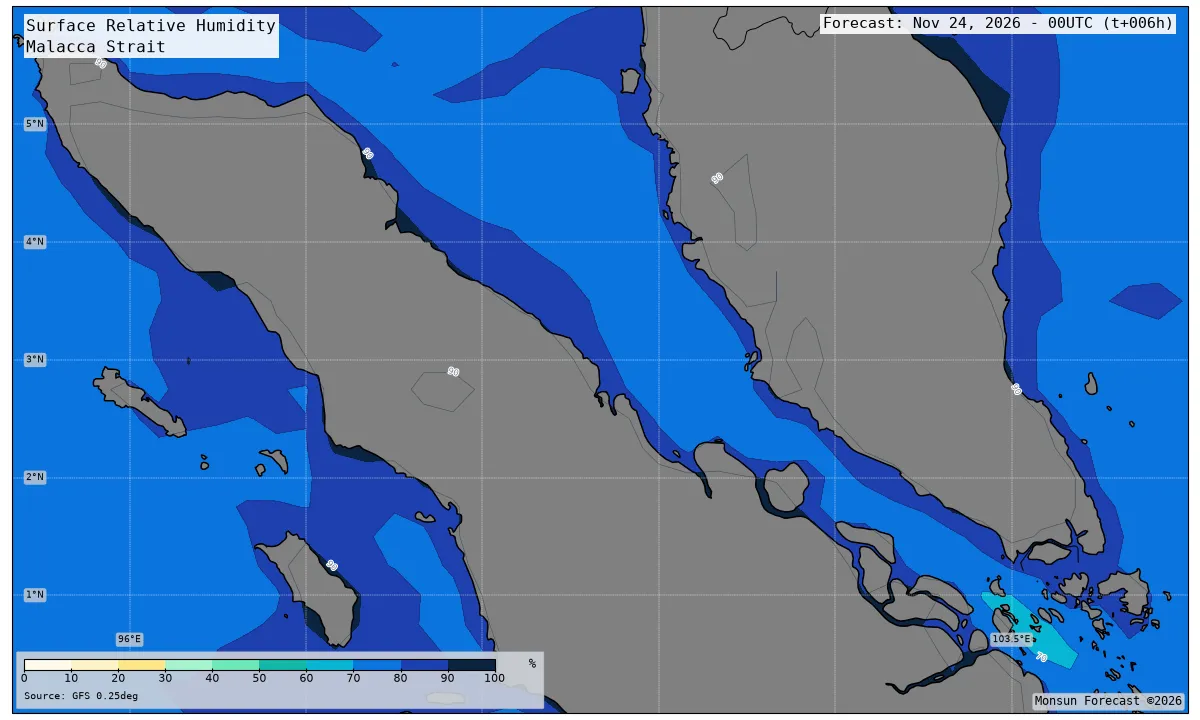 Surface Relative Humidity
Malacca Strait
Forecast: Nov 24, 2026 - 00UTC (t+006h)
90
90
90
5°N
4°N
3°N
90
90
2°N
90
1°N
96°E
103.5°E
70
%
0 10 20 30 40 50 60 70 80 90 100
Source: GFS 0.25deg
Monsun Forecast ©2026